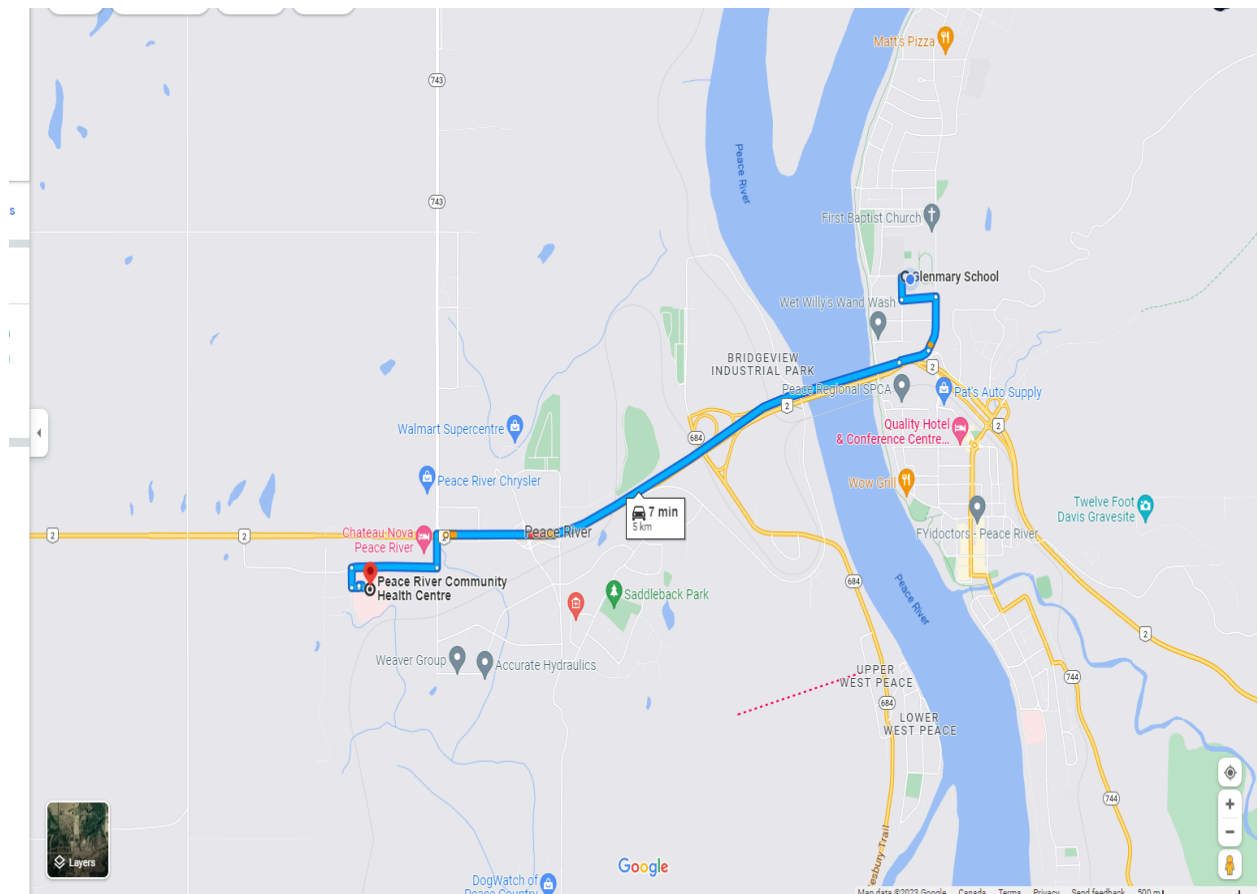 Matt's Pizza
743
Peace River
743
s
First Baptist Church
Glenmary School
Wet Willy's Wand Wash
BRIDGEVIEW
INDUSTRIAL PARK
2
Peace Regional SPCA
Pat's Auto Supply
2
Quality Hotel
& Conference Centre...
2
684
Walmart Supercentre
Peace River Chrysler
Wow Grill
7 min
5 km
Twelve Foot
Davis Gravesite
FYidoctors - Peace River
Chateau Nova
Peace River
Peace River
2
2
2
Peace River Community
Health Centre
684
Peace River
Saddleback Park
2
Weaver Group
Accurate Hydraulics
UPPER
WEST PEACE
744
684
LOWER
WEST PEACE
744
Layers
Google
esbury Trail
DogWatch of
Peace Country
Map data ©2023 Google
Canada
Terms
Privacy
Send feedback
500 m